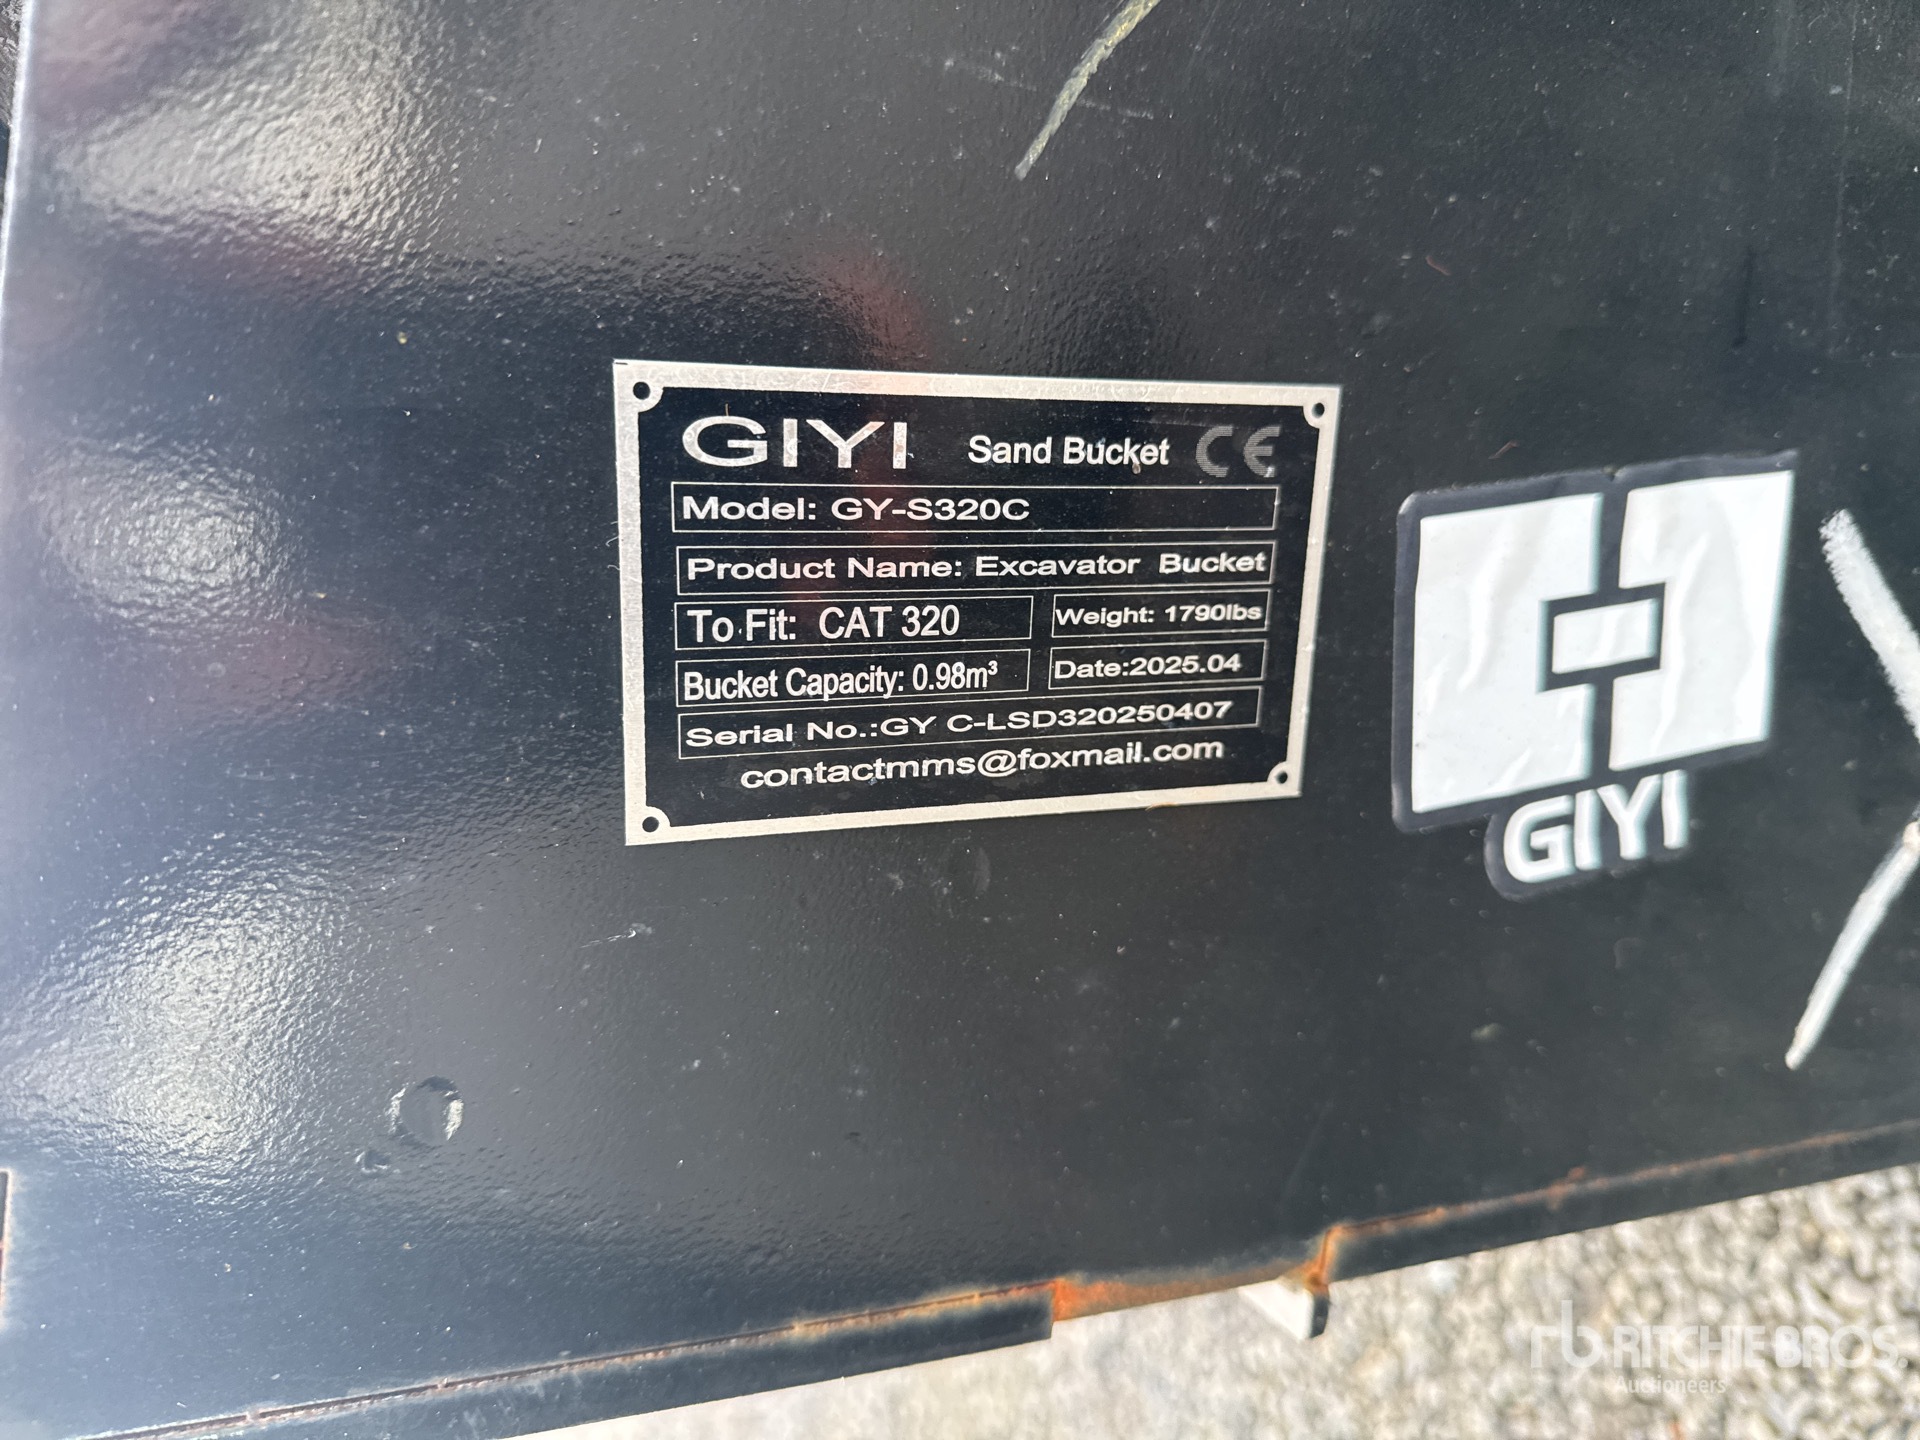 GIYI Sand Bucket CE
Model: GY-S320C
Product Name: Excavator Bucket
To Fit: CAT 320 Weight: 1790lbs
Bucket Capacity: 0.98m³ Date:2025.04
Serial No.:GY C-LSD320250407
contactmms@foxmail.com
GIYI
rb RITCHIE BROS.
Auctioneers